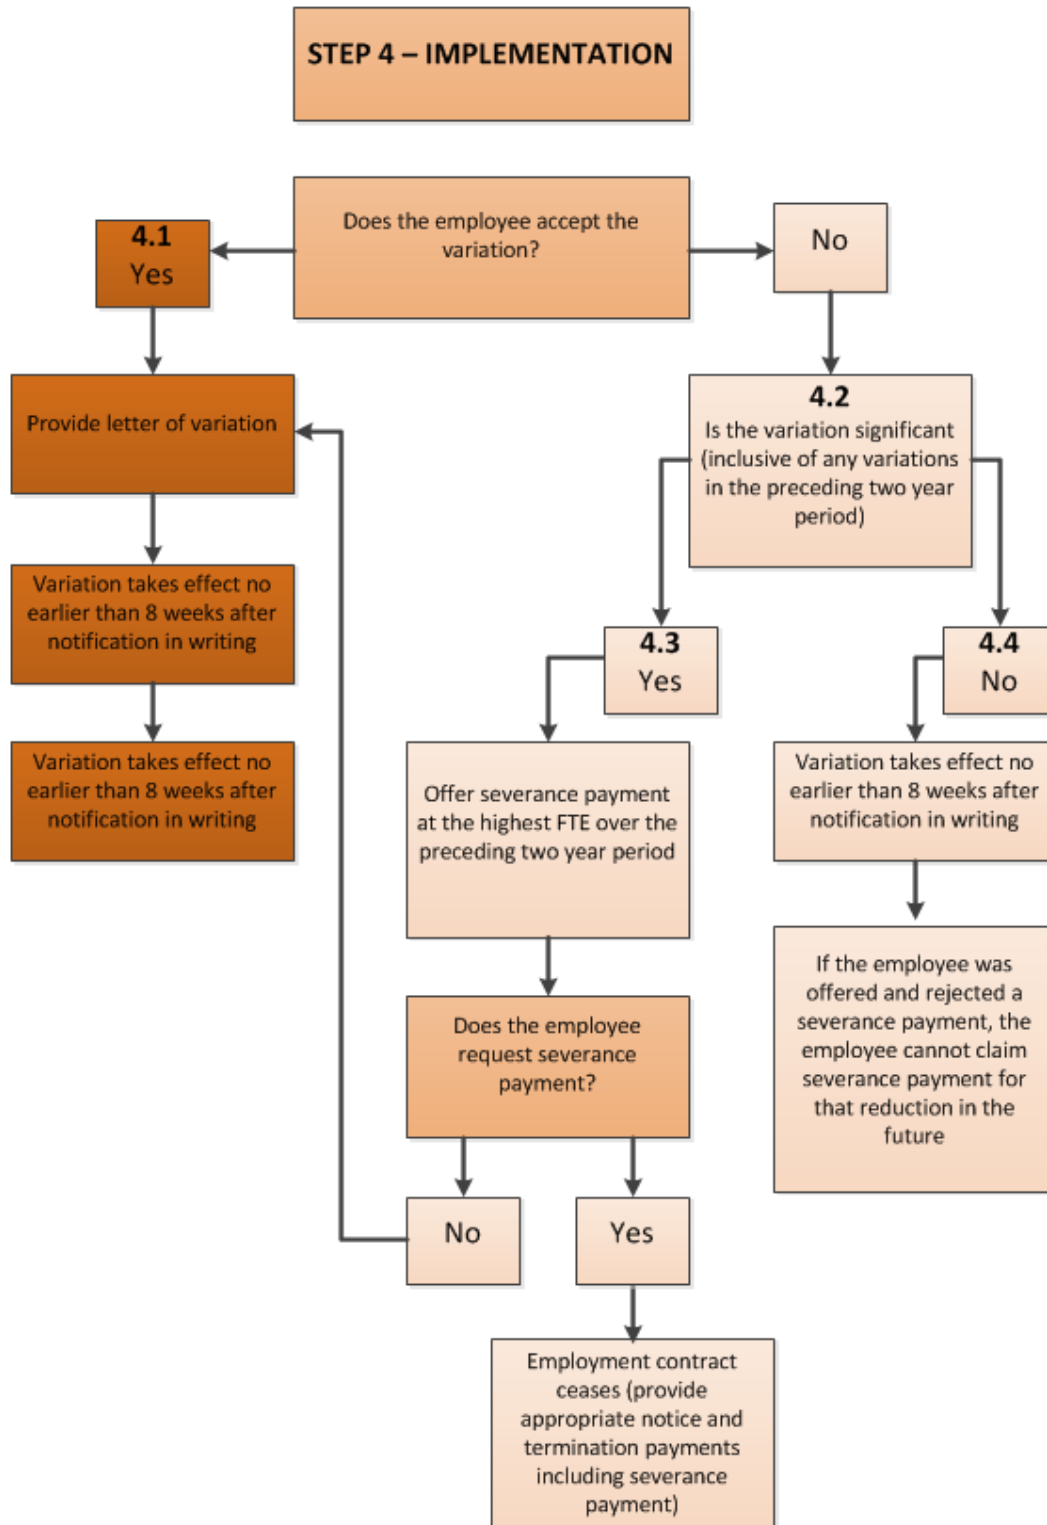 STEP 4 – IMPLEMENTATION
Does the employee accept the
variation?
4.1
Yes
No
Provide letter of variation
4.2
Is the variation significant
(inclusive of any variations
in the preceding two year
period)
Variation takes effect no
earlier than 8 weeks after
notification in writing
4.3
Yes
4.4
No
Variation takes effect no
earlier than 8 weeks after
notification in writing
Offer severance payment
at the highest FTE over the
preceding two year period
Variation takes effect no
earlier than 8 weeks after
notification in writing
Does the employee
request severance
payment?
If the employee was
offered and rejected a
severance payment, the
employee cannot claim
severance payment for
that reduction in the
future
No
Yes
Employment contract
ceases (provide
appropriate notice and
termination payments
including severance
payment)